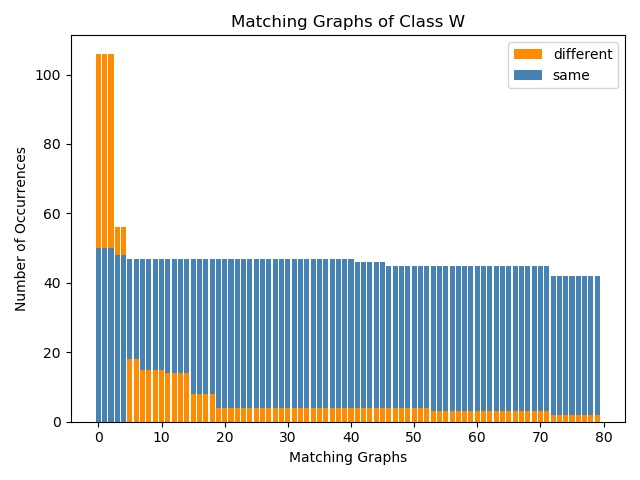 Matching Graphs of Class W
different
same
Number of Occurrences
100
80
60
40
20
0
0 10 20 30 40 50 60 70 80
Matching Graphs